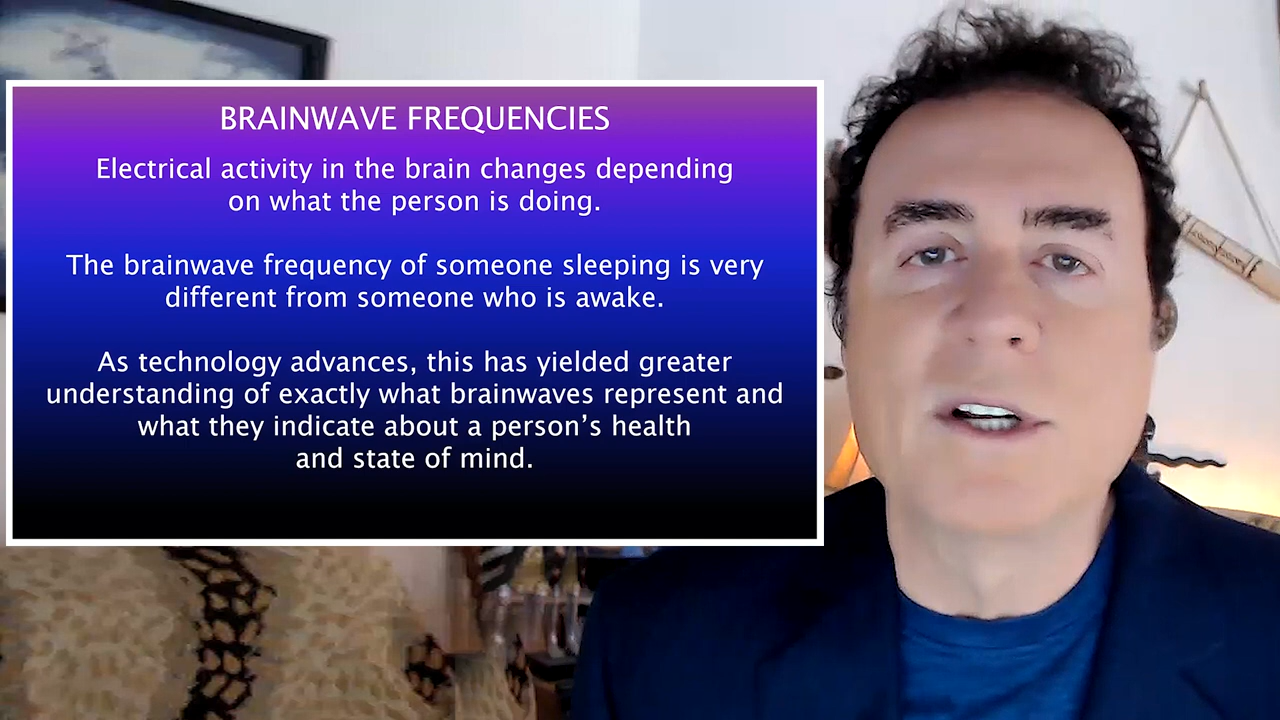 BRAINWAVE FREQUENCIES
Electrical activity in the brain changes depending
on what the person is doing.
The brainwave frequency of someone sleeping is very
different from someone who is awake.
As technology advances, this has yielded greater
understanding of exactly what brainwaves represent and
what they indicate about a person’s health
and state of mind.